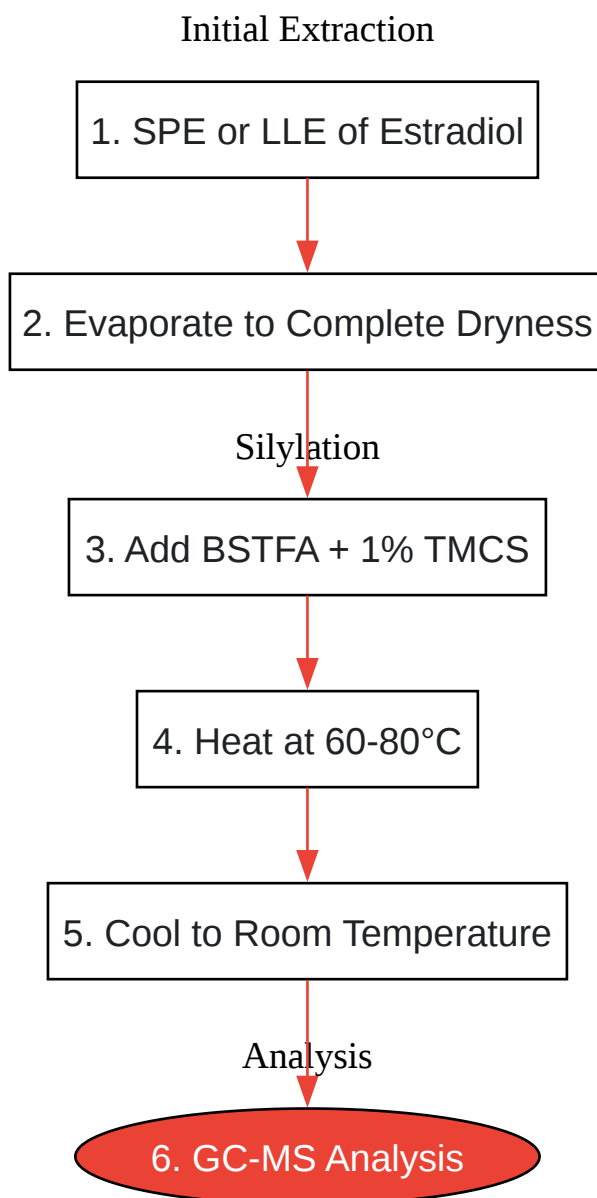 Initial Extraction
1. SPE or LLE of Estradiol
2. Evaporate to Complete Dryness
Silylation
3. Add BSTFA + 1% TMCS
4. Heat at 60-80°C
5. Cool to Room Temperature
Analysis
6. GC-MS Analysis